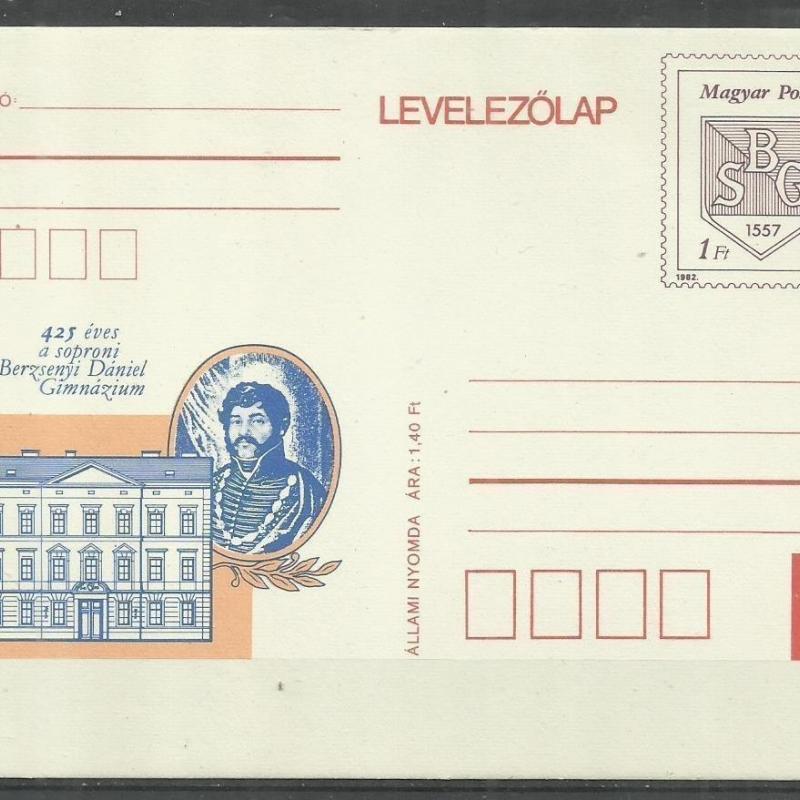 Ó:
LEVELEZŐLAP
Magyar Po
SBG
1557
1 Ft
1982.
425 éves
a soproni
Berzsenyi Dániel
Gimnázium
ÁLLAMI NYOMDA ÁRA: 1,40 Ft